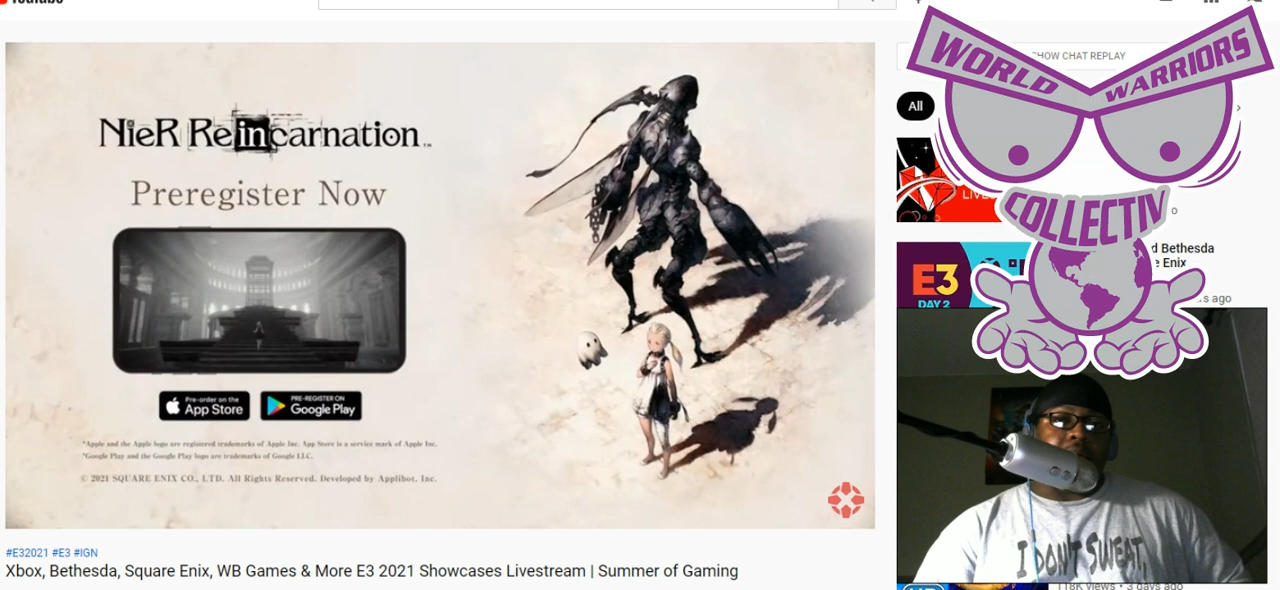 NieR Reincarnation™
Preregister Now
Pre-order on the
App Store
PRE-REGISTER ON
Google Play
*Apple and the Apple logo are registered trademarks of Apple Inc. App Store is a service mark of Apple Inc.
*Google Play and the Google Play logo are trademarks of Google LLC.
© 2021 SQUARE ENIX CO., LTD. All Rights Reserved. Developed by Applibot, Inc.
#E32021 #E3 #IGN
Xbox, Bethesda, Square Enix, WB Games & More E3 2021 Showcases Livestream | Summer of Gaming
SHOW CHAT REPLAY
WORLD WARRIORS
COLLECTIV
All
LIVE
Bethesda
Enix
E3
DAY 2
ago
I DON'T SWEAT,
118K views • 3 days ago